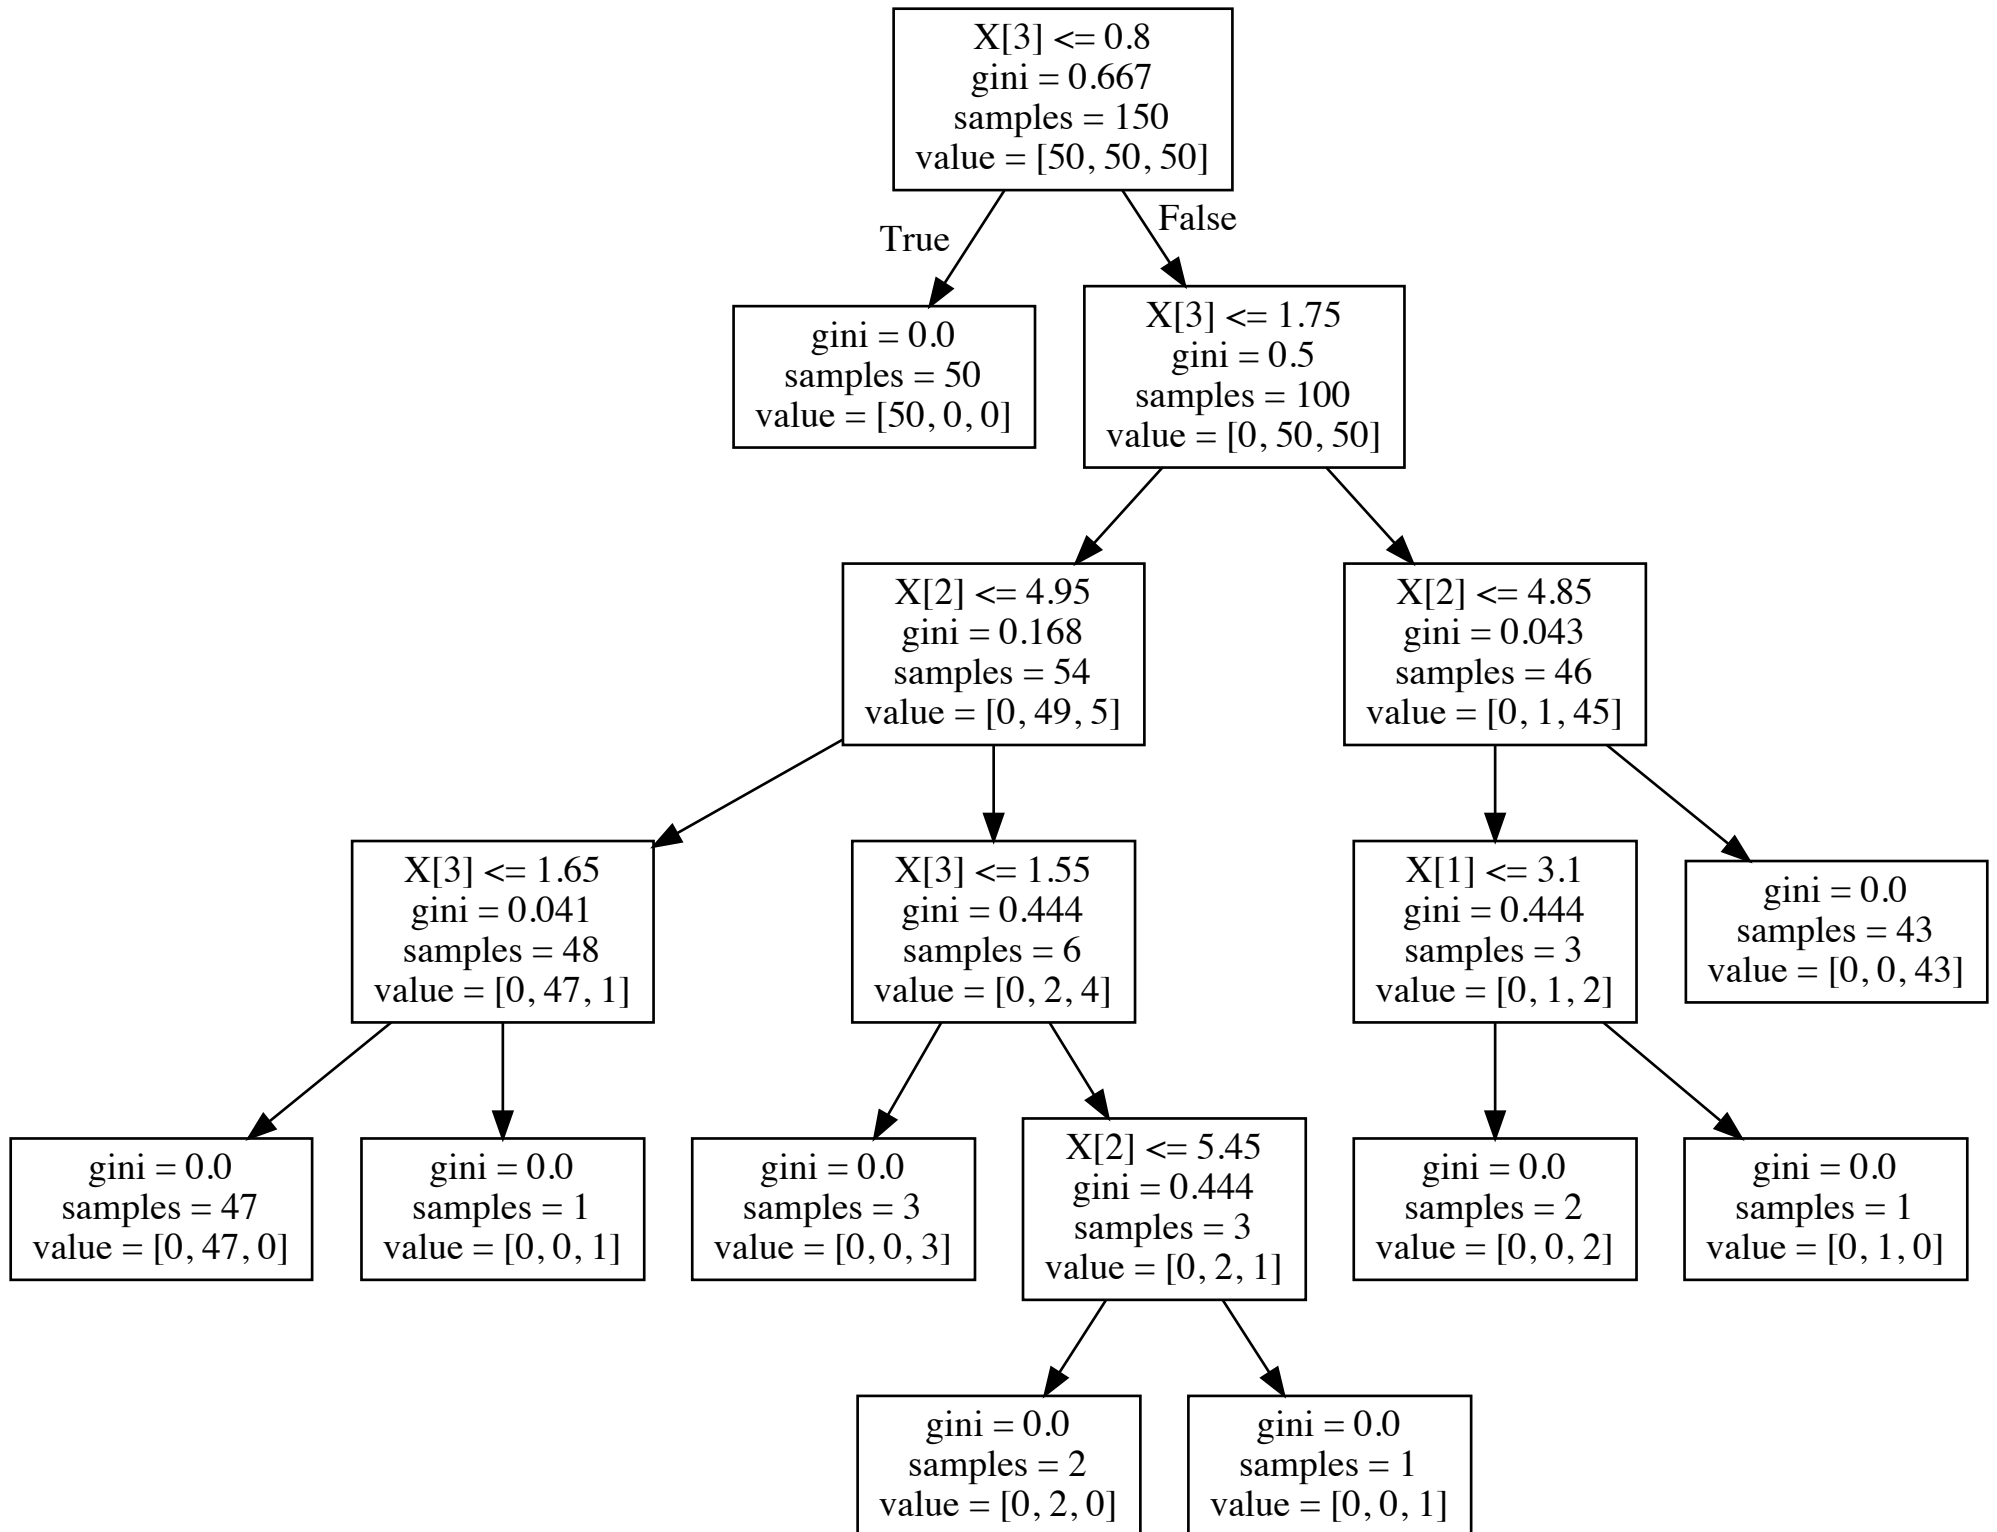 X[3] <= 0.8
gini = 0.667
samples = 150
value = [50, 50, 50]
True
False
gini = 0.0
samples = 50
value = [50, 0, 0]
X[3] <= 1.75
gini = 0.5
samples = 100
value = [0, 50, 50]
X[2] <= 4.95
gini = 0.168
samples = 54
value = [0, 49, 5]
X[2] <= 4.85
gini = 0.043
samples = 46
value = [0, 1, 45]
X[3] <= 1.65
gini = 0.041
samples = 48
value = [0, 47, 1]
X[3] <= 1.55
gini = 0.444
samples = 6
value = [0, 2, 4]
X[1] <= 3.1
gini = 0.444
samples = 3
value = [0, 1, 2]
gini = 0.0
samples = 43
value = [0, 0, 43]
gini = 0.0
samples = 47
value = [0, 47, 0]
gini = 0.0
samples = 1
value = [0, 0, 1]
gini = 0.0
samples = 3
value = [0, 0, 3]
X[2] <= 5.45
gini = 0.444
samples = 3
value = [0, 2, 1]
gini = 0.0
samples = 2
value = [0, 0, 2]
gini = 0.0
samples = 1
value = [0, 1, 0]
gini = 0.0
samples = 2
value = [0, 2, 0]
gini = 0.0
samples = 1
value = [0, 0, 1]